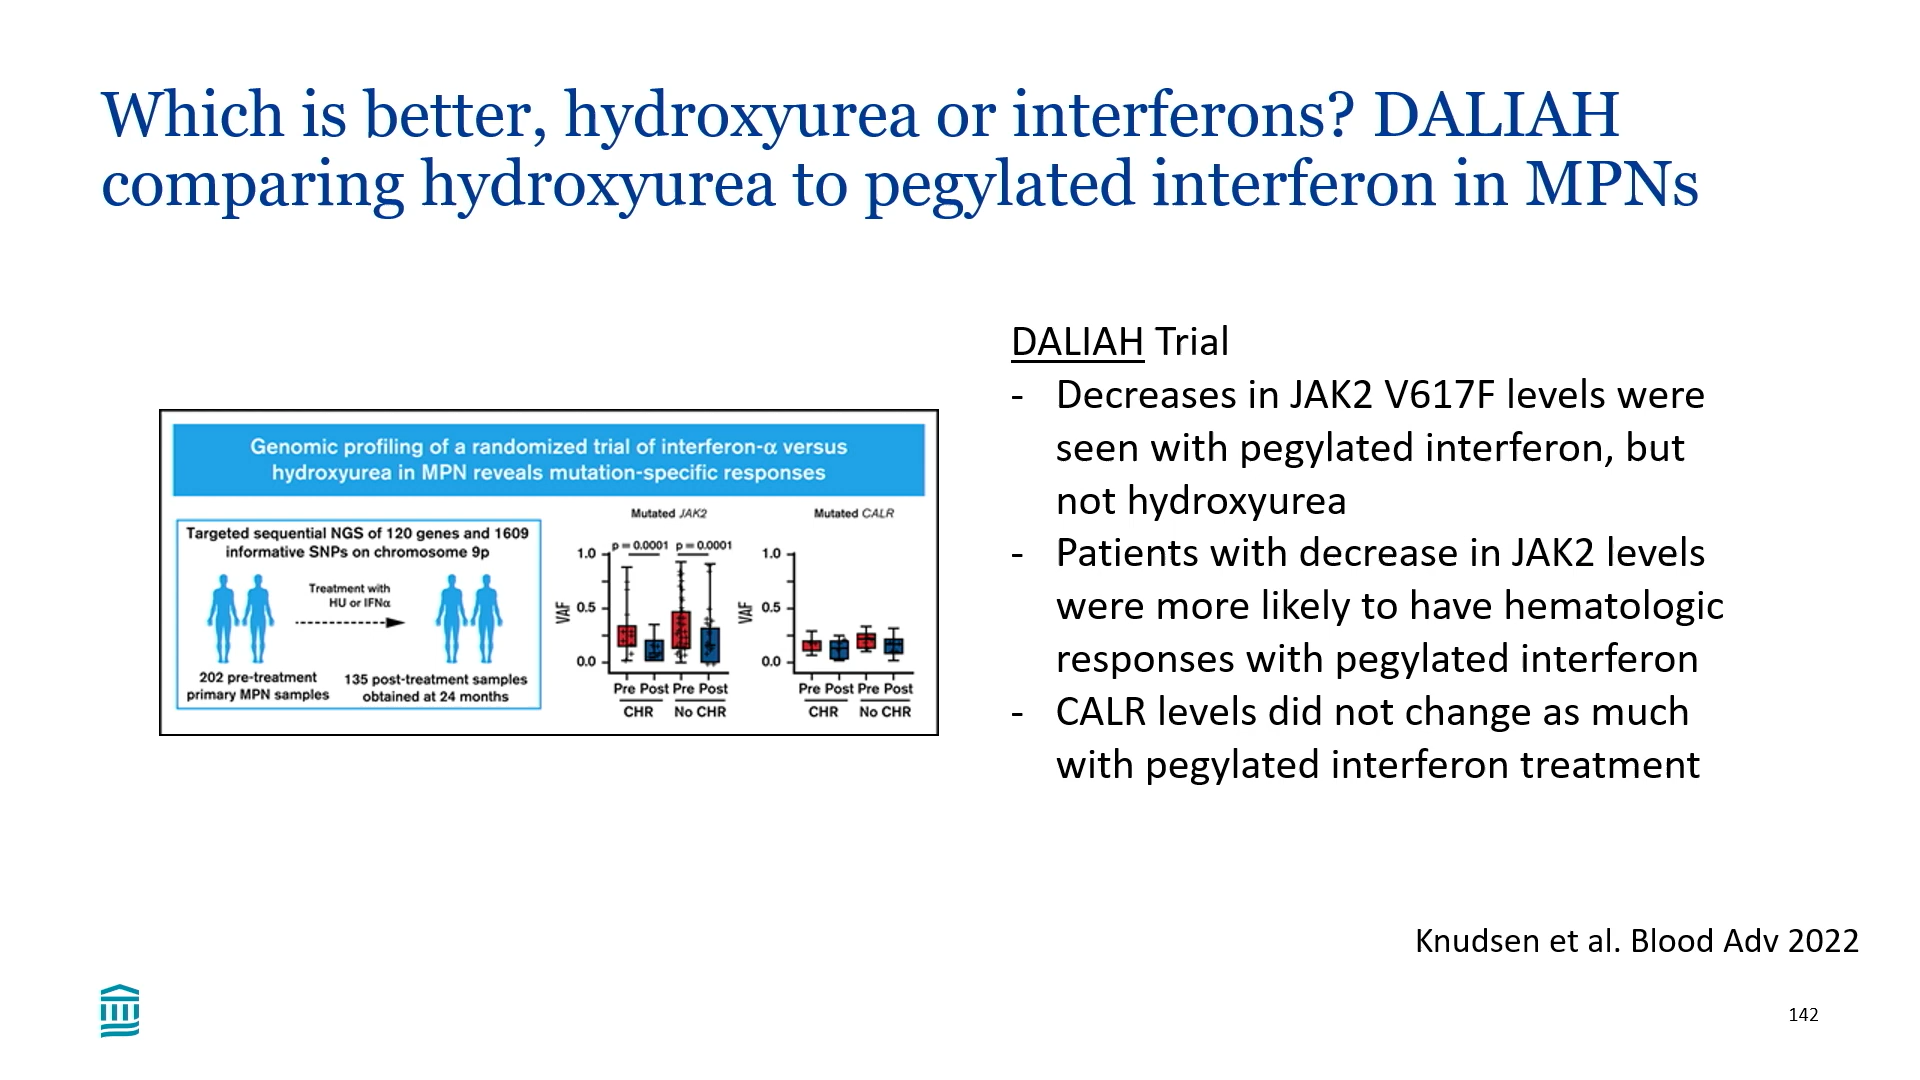 Which is better, hydroxyurea or interferons? DALIAH
comparing hydroxyurea to pegylated interferon in MPNs
Genomic profiling of a randomized trial of interferon-α versus
hydroxyurea in MPN reveals mutation-specific responses
Targeted sequential NGS of 120 genes and 1609
informative SNPs on chromosome 9p
Treatment with
HU or IFNα
202 pre-treatment
primary MPN samples
135 post-treatment samples
obtained at 24 months
Mutated JAK2
p = 0.0001 p = 0.0001
VAF
1.0
0.5
0.0
Pre Post Pre Post
CHR No CHR
Mutated CALR
VAF
1.0
0.5
0.0
Pre Post Pre Post
CHR No CHR
DALIAH Trial
- Decreases in JAK2 V617F levels were
seen with pegylated interferon, but
not hydroxyurea
- Patients with decrease in JAK2 levels
were more likely to have hematologic
responses with pegylated interferon
- CALR levels did not change as much
with pegylated interferon treatment
Knudsen et al. Blood Adv 2022
142